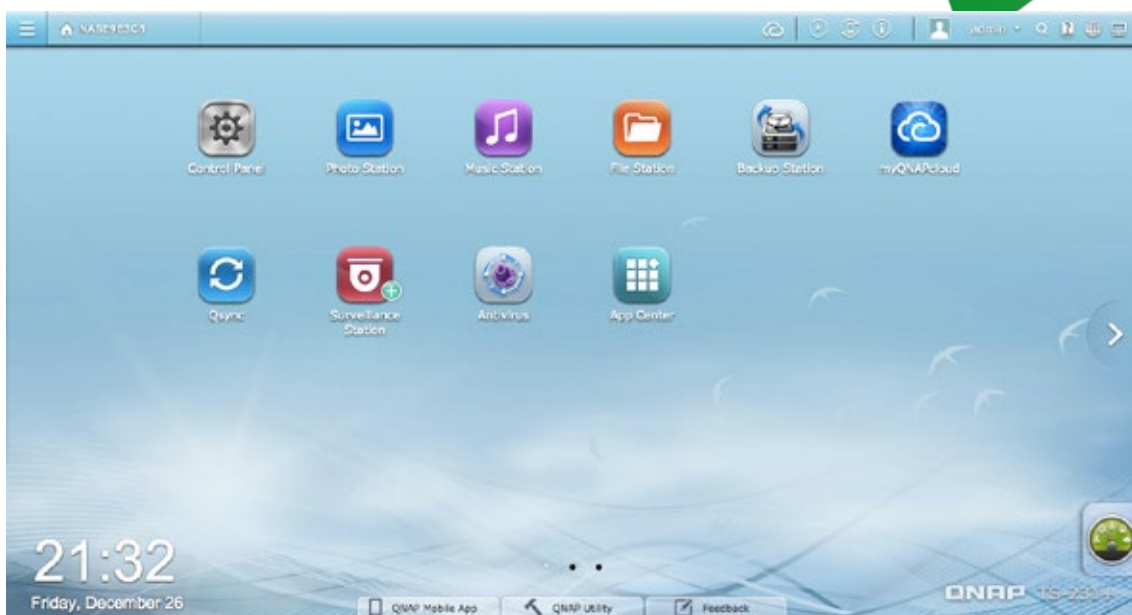 admin
Control Panel
Photo Station
Music Station
File Station
Backup Station
myQNAPcloud
Qsync
Surveillance
Station
Antivirus
App Center
21:32
Friday, December 26
QNAP Mobile App
QNAP Utility
Feedback
QNAP